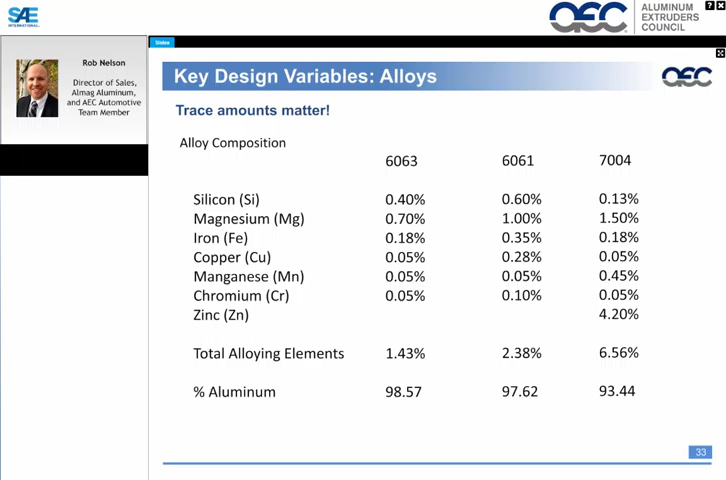 SAE
INTERNATIONAL
AEC
ALUMINUM
EXTRUDERS
COUNCIL
? X
Rob Nelson
Director of Sales,
Almag Aluminum,
and AEC Automotive
Team Member
Slides
Key Design Variables: Alloys
AEC
Trace amounts matter!
Alloy Composition
6063 6061 7004
Silicon (Si) 0.40% 0.60% 0.13%
Magnesium (Mg) 0.70% 1.00% 1.50%
Iron (Fe) 0.18% 0.35% 0.18%
Copper (Cu) 0.05% 0.28% 0.05%
Manganese (Mn) 0.05% 0.05% 0.45%
Chromium (Cr) 0.05% 0.10% 0.05%
Zinc (Zn) 4.20%
Total Alloying Elements 1.43% 2.38% 6.56%
% Aluminum 98.57 97.62 93.44
33